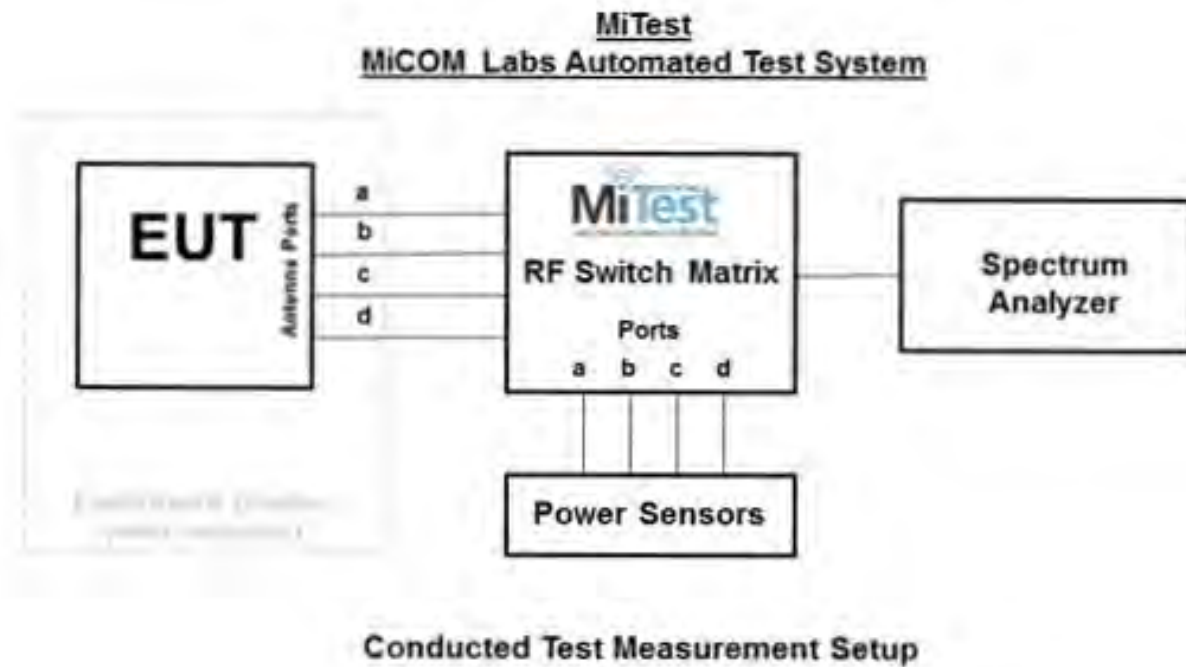 MiTest
MiCOM Labs Automated Test System
EUT
Antenna Ports
a
b
c
d
MiTest
RF Switch Matrix
Ports
a b c d
Spectrum
Analyzer
Power Sensors
Conducted Test Measurement Setup